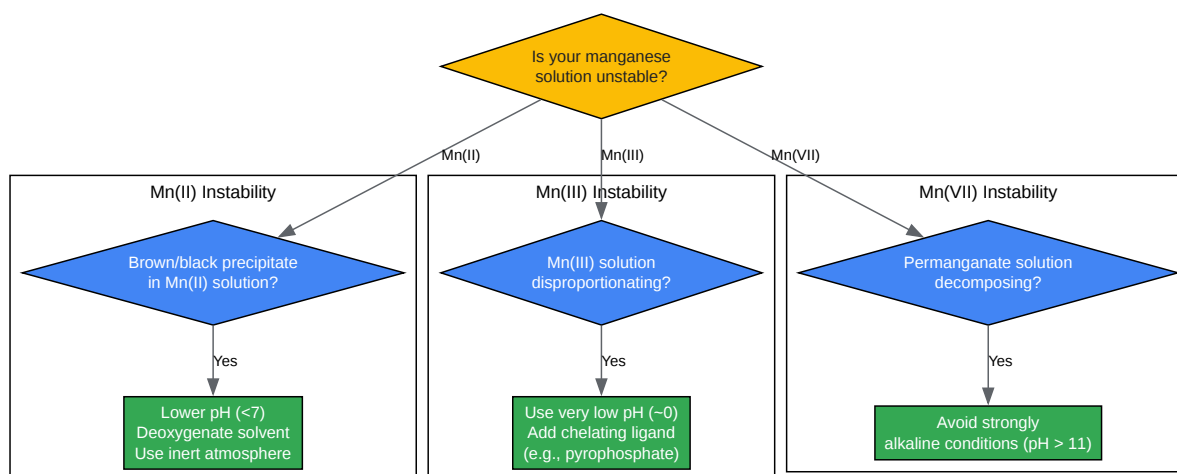 Is your manganese
solution unstable?
Mn(II)
Mn(III)
Mn(VII)
Mn(II) Instability
Brown/black precipitate
in Mn(II) solution?
Yes
Lower pH (<7)
Deoxygenate solvent
Use inert atmosphere
Mn(III) Instability
Mn(III) solution
disproportionating?
Yes
Use very low pH (~0)
Add chelating ligand
(e.g., pyrophosphate)
Mn(VII) Instability
Permanganate solution
decomposing?
Yes
Avoid strongly
alkaline conditions (pH > 11)